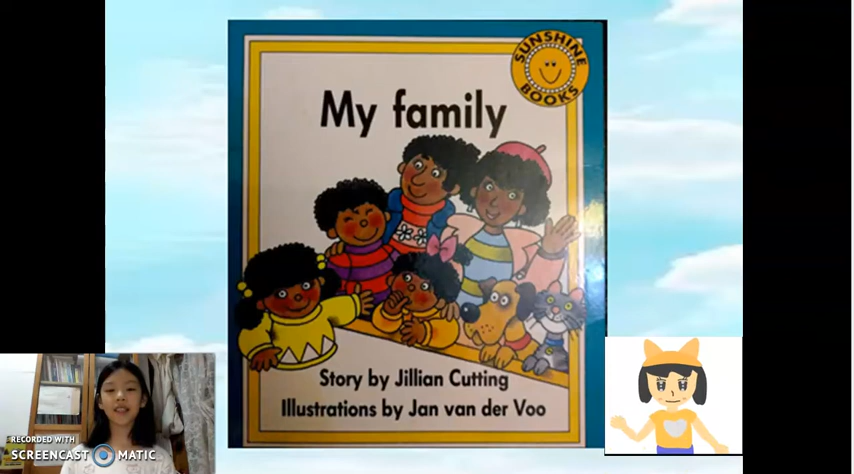 SUNSHINE
BOOKS
My family
Story by Jillian Cutting
Illustrations by Jan van der Voo
RECORDED WITH
SCREENCAST MATIC